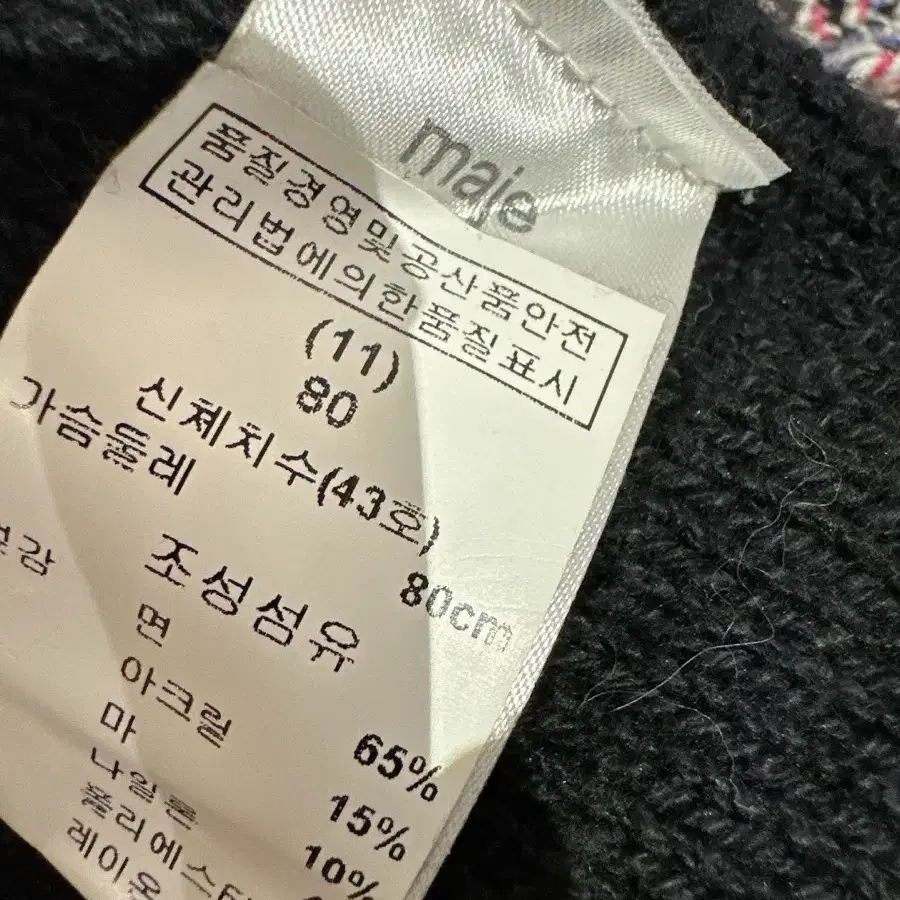 maje
품질경영및공산품안전
관리법에의한품질표시
(11)
80
신체치수(43호)
가슴둘레 80cm
조성섬유
면 65%
아크릴 15%
마 10%
나일론
폴리에스터
레이온